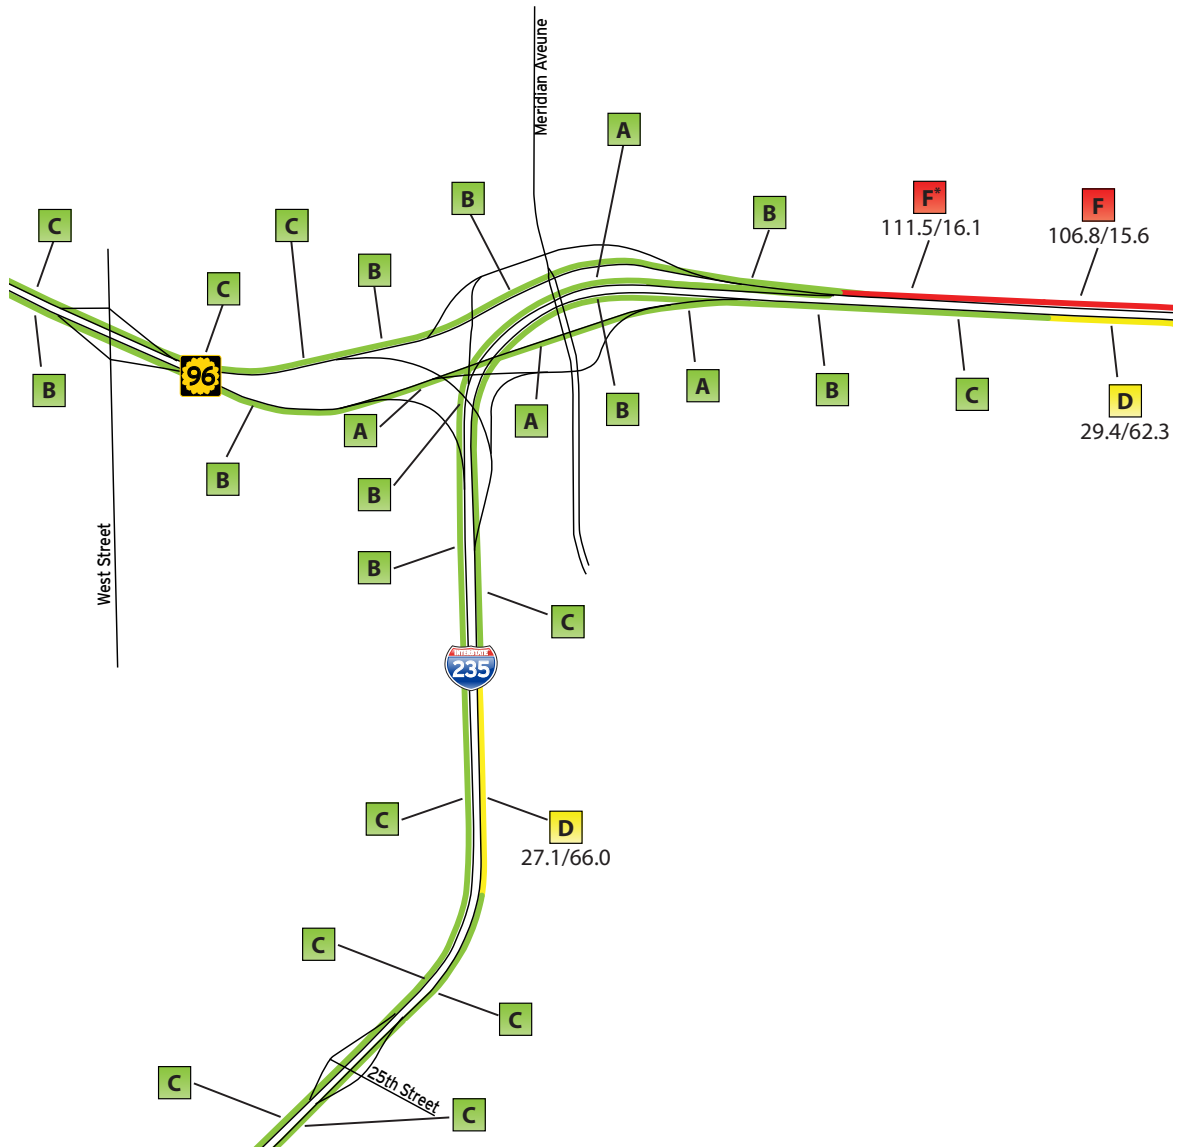 Meridian Aveune
A
F*
111.5/16.1
F
106.8/15.6
B
B
C
C
B
C
96
B
A
B
C
D
29.4/62.3
A
B
A
B
B
B
West Street
C
INTERSTATE
235
C
D
27.1/66.0
C
C
25th Street
C
C